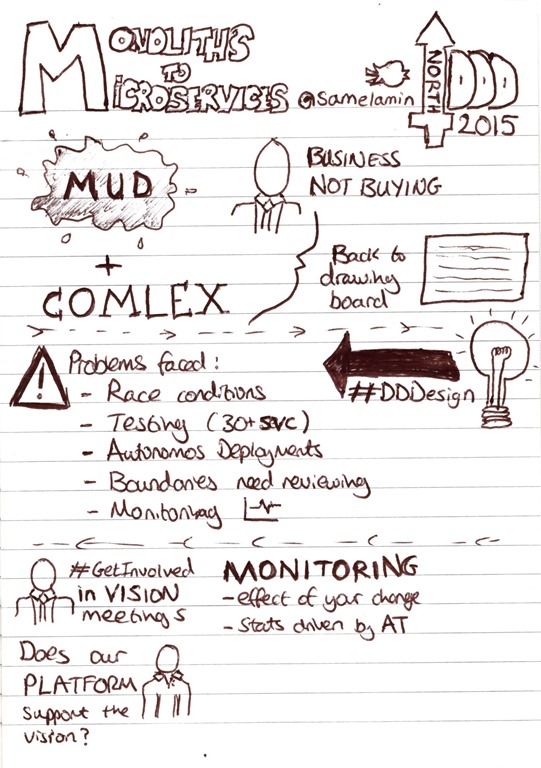 MONOLITHS
TO
MICROSERVICES
@samelamin
NORTH
DDD
2015
MUD
+
COMLEX
BUSINESS
NOT BUYING
Back to
drawing
board
Problems faced:
- Race conditions
- Testing (30+ svc)
- Autonomos Deployments
- Boundaries need reviewing
- Monitoring
#DDDesign
#GetInvolved
in VISION
meetings
MONITORING
- effect of your change
- Stats driven by AT
Does our
PLATFORM
support the
vision?